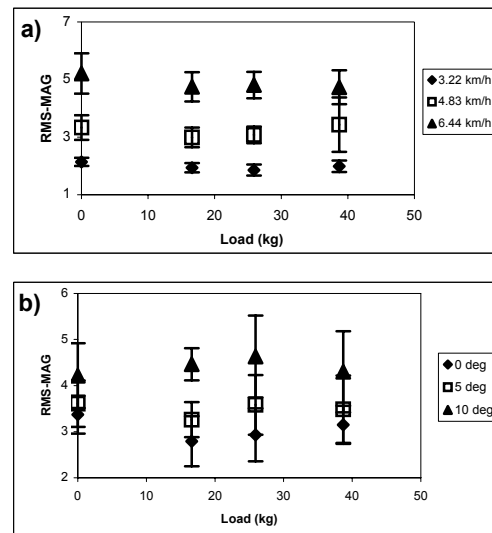 a)
7
5
3
1
RMS-MAG
0 10 20 30 40 50
Load (kg)
3.22 km/h
4.83 km/h
6.44 km/h
b)
6
5
4
3
2
RMS-MAG
0 10 20 30 40 50
Load (kg)
0 deg
5 deg
10 deg